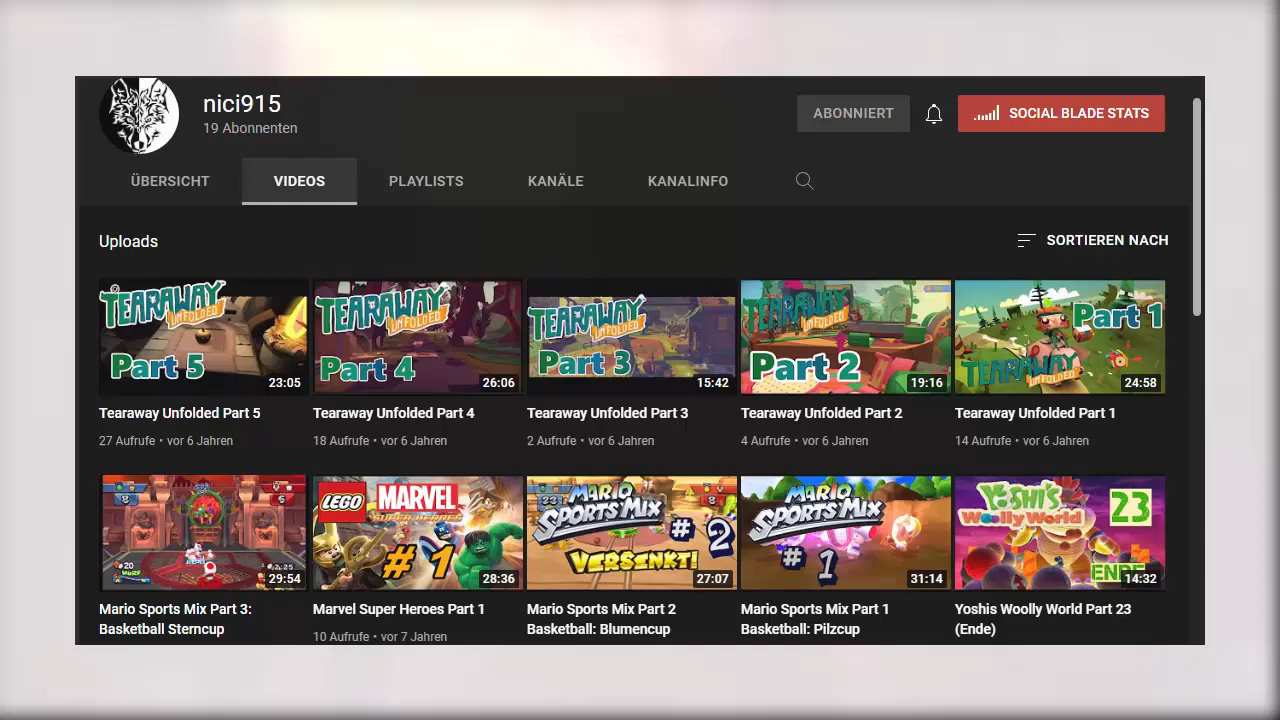 nici915
19 Abonnenten
ABONNIERT
SOCIAL BLADE STATS
ÜBERSICHT
VIDEOS
PLAYLISTS
KANÄLE
KANALINFO
Uploads
SORTIEREN NACH
TEARAWAY
UNFOLDED
Part 5
23:05
TEARAWAY
UNFOLDED
Part 4
26:06
TEARAWAY
UNFOLDED
Part 3
15:42
TEARAWAY
UNFOLDED
Part 2
19:16
Part 1
TEARAWAY
UNFOLDED
24:58
Tearaway Unfolded Part 5
27 Aufrufe • vor 6 Jahren
Tearaway Unfolded Part 4
18 Aufrufe • vor 6 Jahren
Tearaway Unfolded Part 3
2 Aufrufe • vor 6 Jahren
Tearaway Unfolded Part 2
4 Aufrufe • vor 6 Jahren
Tearaway Unfolded Part 1
14 Aufrufe • vor 6 Jahren
29:54
LEGO
MARVEL
SUPER HEROES
# 1
28:36
MARIO
SPORTS MIX
# 2
VERSENKT!
27:07
MARIO
SPORTS MIX
# 1
31:14
YOSHI'S
Woolly World
23
ENDE
14:32
Mario Sports Mix Part 3:
Basketball Sterncup
Marvel Super Heroes Part 1
10 Aufrufe • vor 7 Jahren
Mario Sports Mix Part 2
Basketball: Blumencup
Mario Sports Mix Part 1
Basketball: Pilzcup
Yoshis Woolly World Part 23
(Ende)